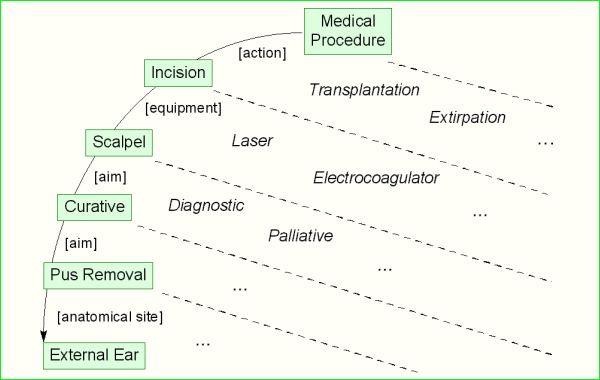 Medical
Procedure
[action]
Incision
Transplantation
Extirpation
...
[equipment]
Scalpel
Laser
Electrocoagulator
...
[aim]
Curative
Diagnostic
Palliative
...
[aim]
Pus Removal
...
[anatomical site]
External Ear
...